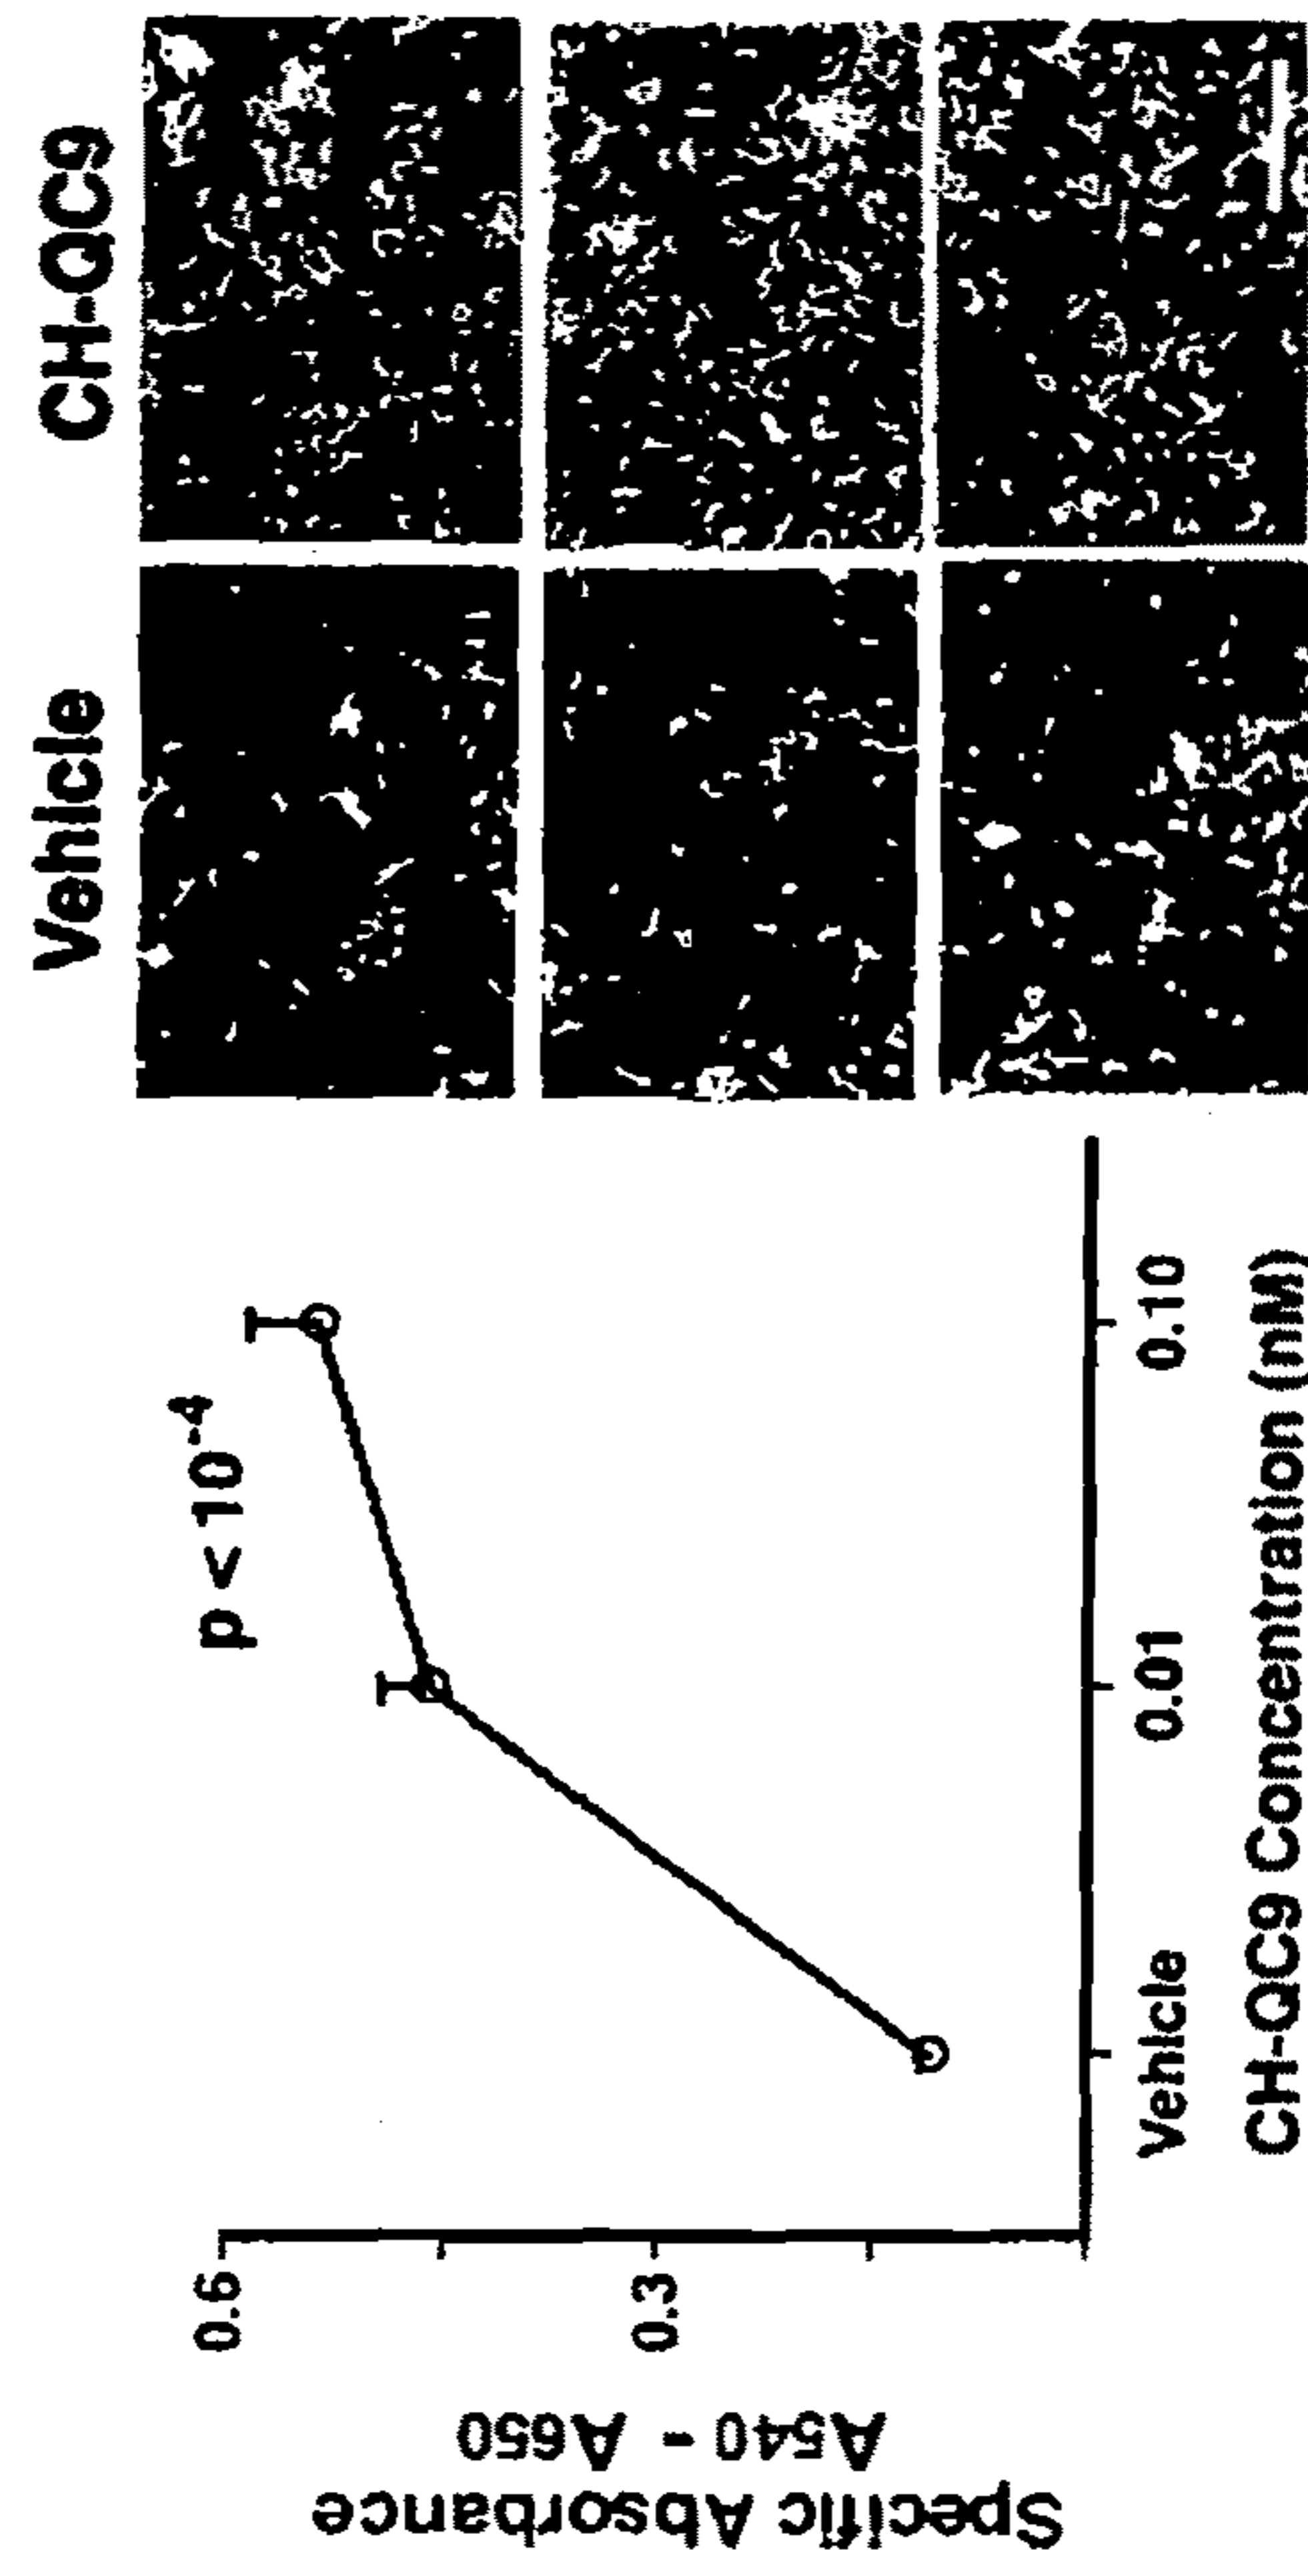 Specific Absorbance
A540 - A650
0.6
0.3
p < 10-4
Vehicle
0.01
0.10
CH-QC9 Concentration (nM)
Vehicle
CH-QC9